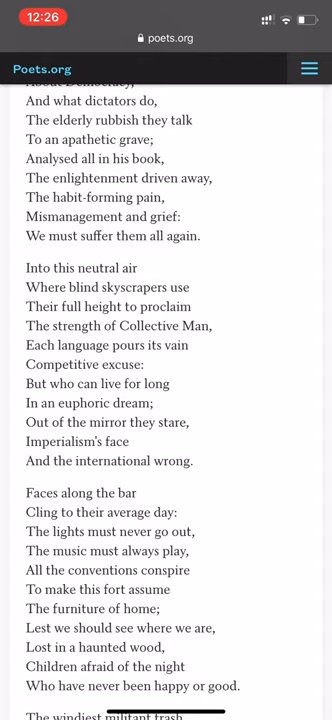 12:26
poets.org
Poets.org
About Democracy,
And what dictators do,
The elderly rubbish they talk
To an apathetic grave;
Analysed all in his book,
The enlightenment driven away,
The habit-forming pain,
Mismanagement and grief:
We must suffer them all again.
Into this neutral air
Where blind skyscrapers use
Their full height to proclaim
The strength of Collective Man,
Each language pours its vain
Competitive excuse:
But who can live for long
In an euphoric dream;
Out of the mirror they stare,
Imperialism's face
And the international wrong.
Faces along the bar
Cling to their average day:
The lights must never go out,
The music must always play,
All the conventions conspire
To make this fort assume
The furniture of home;
Lest we should see where we are,
Lost in a haunted wood,
Children afraid of the night
Who have never been happy or good.
The windiest militant trash